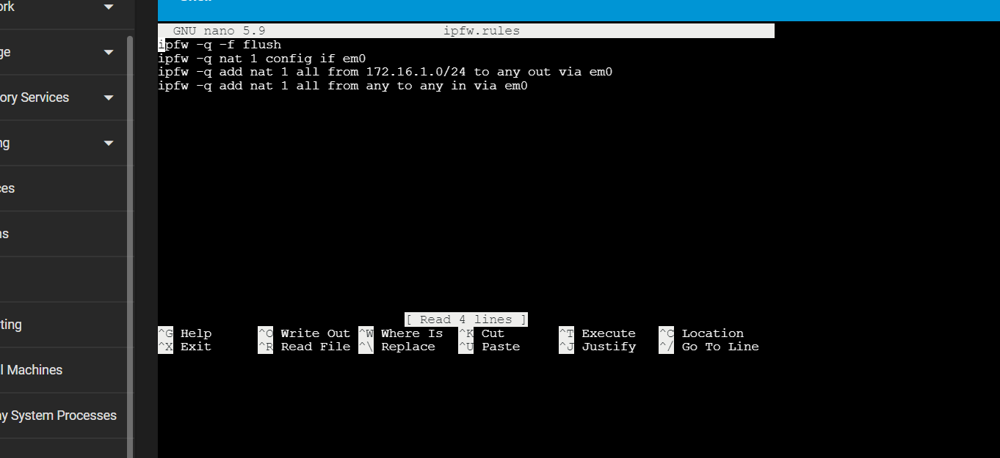 ork
ge
ory Services
ng
ces
ns
ting
l Machines
ay System Processes
GNU nano 5.9 ipfw.rules
ipfw -q -f flush
ipfw -q nat 1 config if em0
ipfw -q add nat 1 all from 172.16.1.0/24 to any out via em0
ipfw -q add nat 1 all from any to any in via em0
[ Read 4 lines ]
^G Help ^O Write Out ^W Where Is ^K Cut ^T Execute ^C Location
^X Exit ^R Read File ^\ Replace ^U Paste ^J Justify ^/ Go To Line